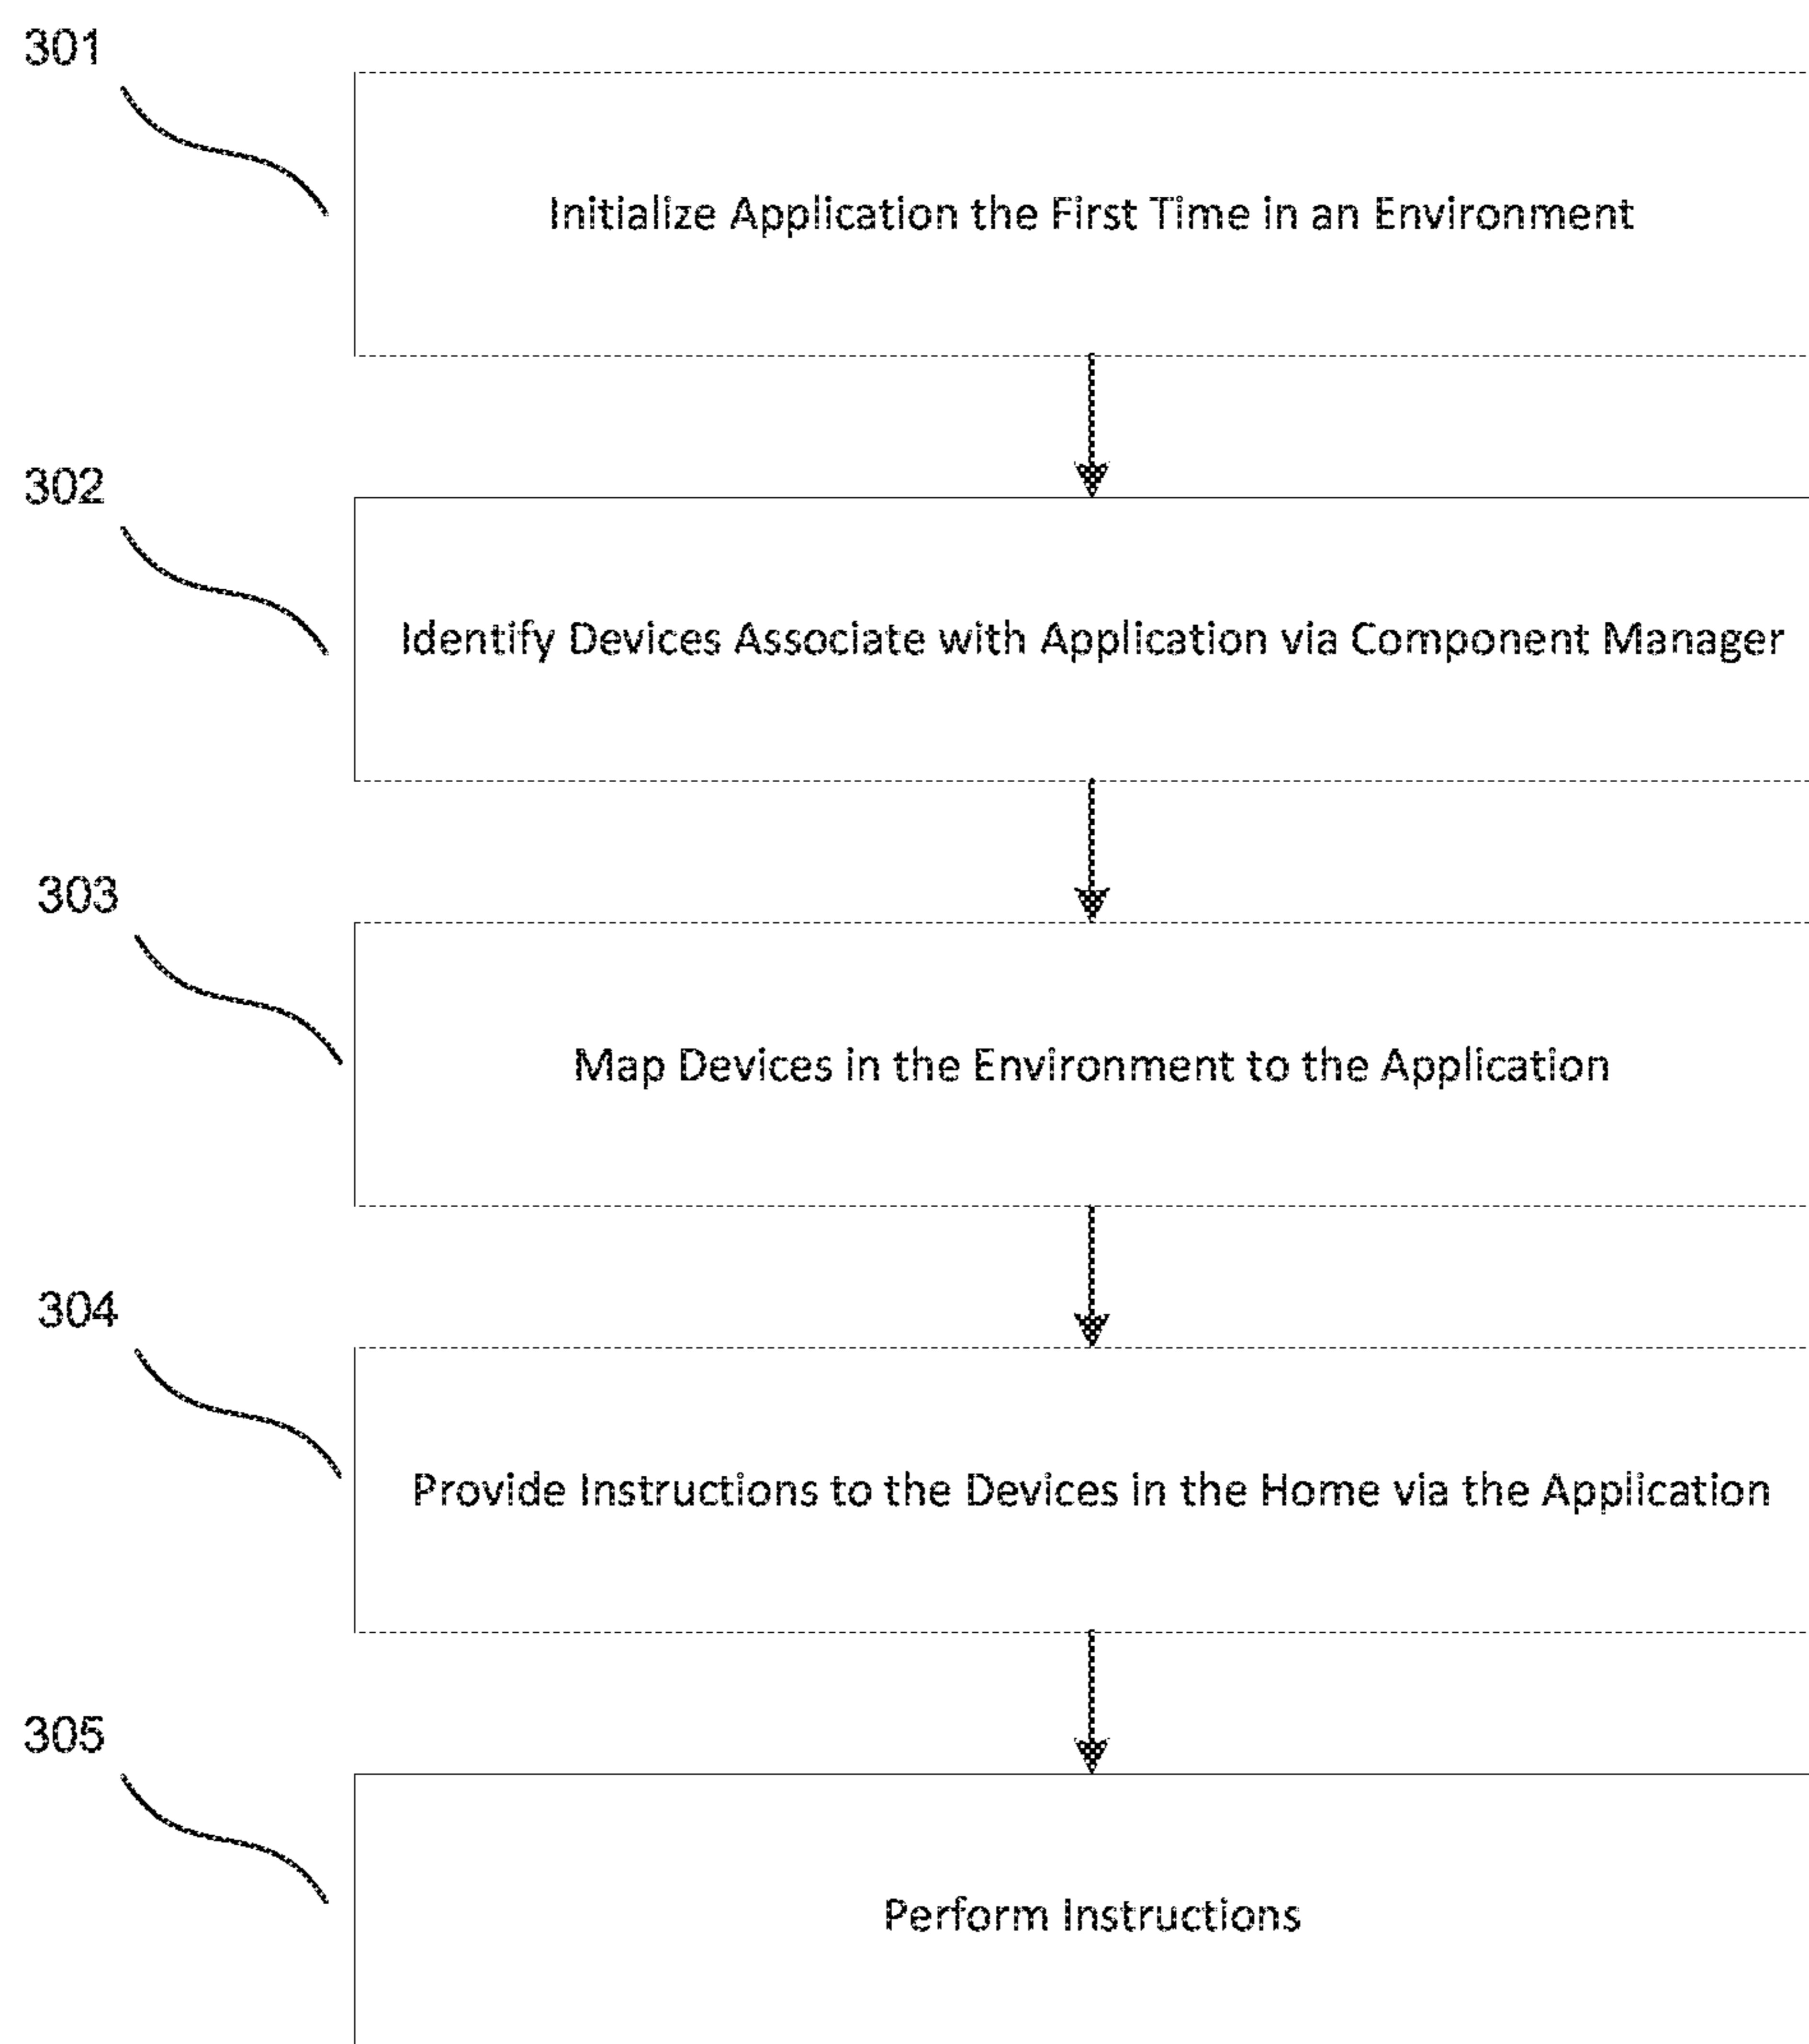 301
Initialize Application the First Time in an Environment
302
Identify Devices Associate with Application via Component Manager
303
Map Devices in the Environment to the Application
304
Provide Instructions to the Devices in the Home via the Application
305
Perform Instructions